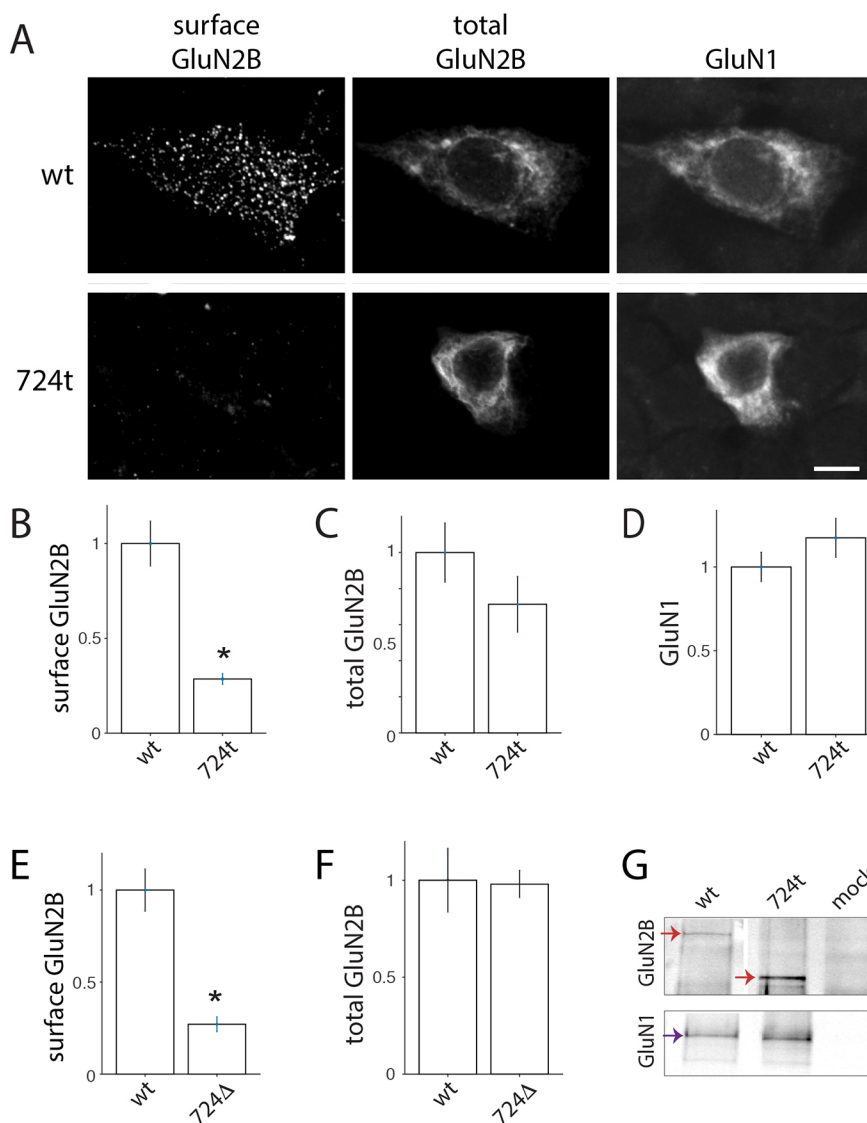 A
surface
GluN2B
total
GluN2B
GluN1
wt
724t
B
surface GluN2B
1
0.5
0
*
wt
724t
C
total GluN2B
1
0.5
0
wt
724t
D
GluN1
1
0.5
0
wt
724t
E
surface GluN2B
1
0.5
0
*
wt
724Δ
F
total GluN2B
1
0.5
0
wt
724Δ
G
wt
724t
mock
GluN2B
GluN1